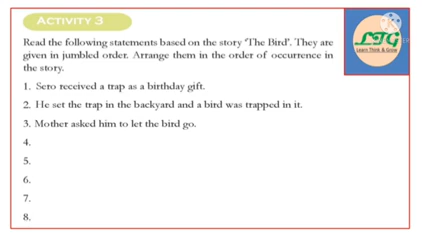 ACTIVITY 3
Read the following statements based on the story 'The Bird'. They are
given in jumbled order. Arrange them in the order of occurrence in
the story.
1. Sero received a trap as a birthday gift.
2. He set the trap in the backyard and a bird was trapped in it.
3. Mother asked him to let the bird go.
4.
5.
6.
7.
8.
LTG
Learn Think & Grow